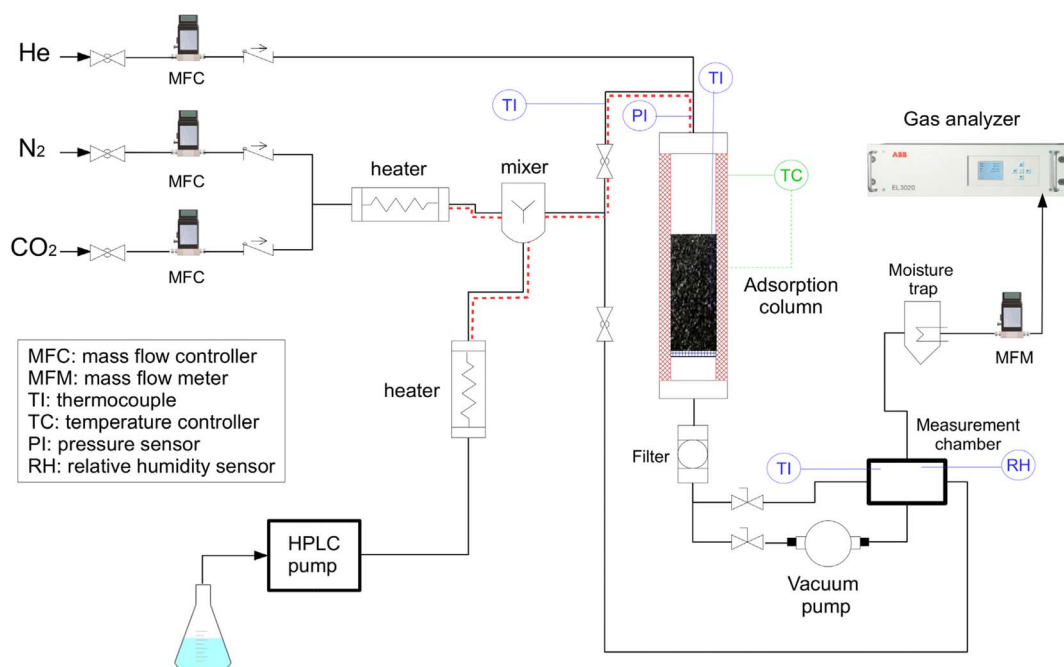 He
MFC
TI
TI
PI
N2
MFC
heater
mixer
TC
Gas analyzer
ABB
EL3020
CO2
MFC
Adsorption
column
Moisture
trap
MFM
MFC: mass flow controller
MFM: mass flow meter
TI: thermocouple
TC: temperature controller
PI: pressure sensor
RH: relative humidity sensor
heater
Filter
Measurement
chamber
TI
RH
HPLC
pump
Vacuum
pump